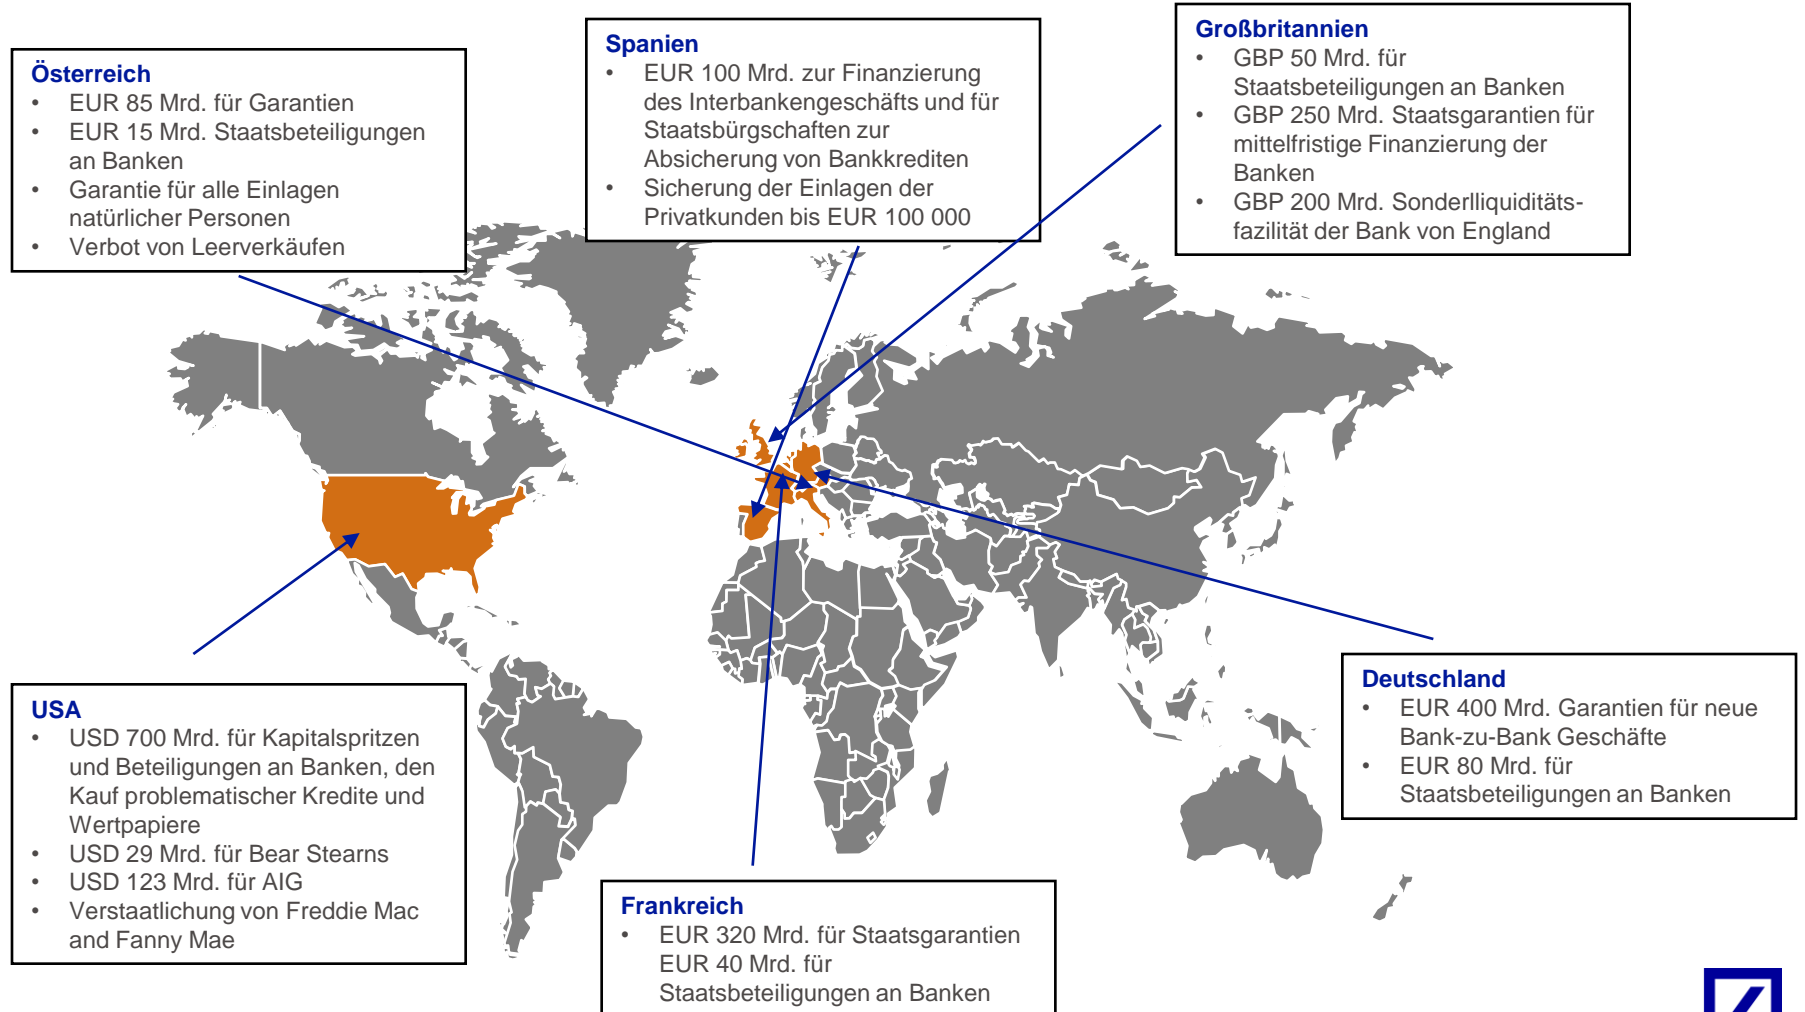 Österreich
• EUR 85 Mrd. für Garantien
• EUR 15 Mrd. Staatsbeteiligungen
an Banken
• Garantie für alle Einlagen
natürlicher Personen
• Verbot von Leerverkäufen
Spanien
• EUR 100 Mrd. zur Finanzierung
des Interbankengeschäfts und für
Staatsbürgschaften zur
Absicherung von Bankkrediten
• Sicherung der Einlagen der
Privatkunden bis EUR 100 000
Großbritannien
• GBP 50 Mrd. für
Staatsbeteiligungen an Banken
• GBP 250 Mrd. Staatsgarantien für
mittelfristige Finanzierung der
Banken
• GBP 200 Mrd. Sonderlliquiditäts-
fazilität der Bank von England
USA
• USD 700 Mrd. für Kapitalspritzen
und Beteiligungen an Banken, den
Kauf problematischer Kredite und
Wertpapiere
• USD 29 Mrd. für Bear Stearns
• USD 123 Mrd. für AIG
• Verstaatlichung von Freddie Mac
and Fanny Mae
Frankreich
• EUR 320 Mrd. für Staatsgarantien
EUR 40 Mrd. für
Staatsbeteiligungen an Banken
Deutschland
• EUR 400 Mrd. Garantien für neue
Bank-zu-Bank Geschäfte
• EUR 80 Mrd. für
Staatsbeteiligungen an Banken